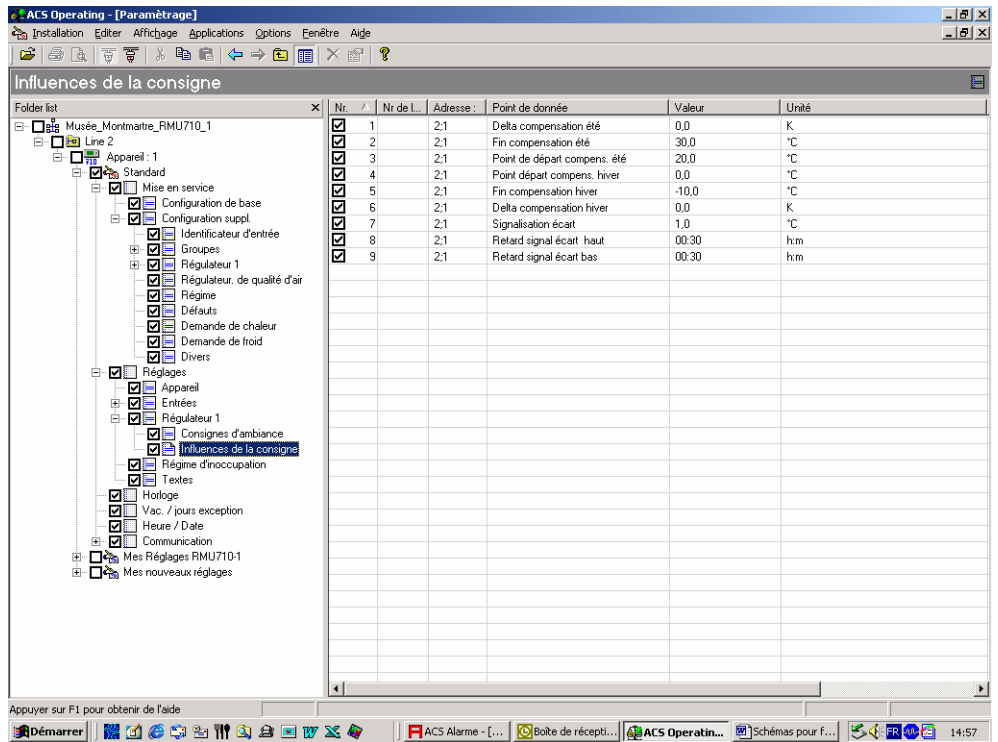 ACS Operating - [Paramètrage]
Installation Editer Affichage Applications Options Fenêtre Aide
Influences de la consigne
Folder list
Musée_Montmartre_RMU710_1
Line 2
Appareil : 1
Standard
Mise en service
Configuration de base
Configuration suppl.
Identificateur d'entrée
Groupes
Régulateur 1
Régulateur. de qualité d'air
Régime
Défauts
Demande de chaleur
Demande de froid
Divers
Réglages
Appareil
Entrées
Régulateur 1
Consignes d'ambiance
Influences de la consigne
Régime d'inoccupation
Textes
Horloge
Vac. / jours exception
Heure / Date
Communication
Mes Réglages RMU710-1
Mes nouveaux réglages
Nr. Nr de l... Adresse : Point de donnée Valeur Unité
1 2;1 Delta compensation été 0,0 K
2 2;1 Fin compensation été 30,0 °C
3 2;1 Point de départ compens. été 20,0 °C
4 2;1 Point départ compens. hiver 0,0 °C
5 2;1 Fin compensation hiver -10,0 °C
6 2;1 Delta compensation hiver 0,0 K
7 2;1 Signalisation écart 1,0 °C
8 2;1 Retard signal écart haut 00:30 h:m
9 2;1 Retard signal écart bas 00:30 h:m
Appuyer sur F1 pour obtenir de l'aide
Démarrer ACS Alarme - [... Boîte de récepti... ACS Operatin... Schémas pour f... FR 14:57